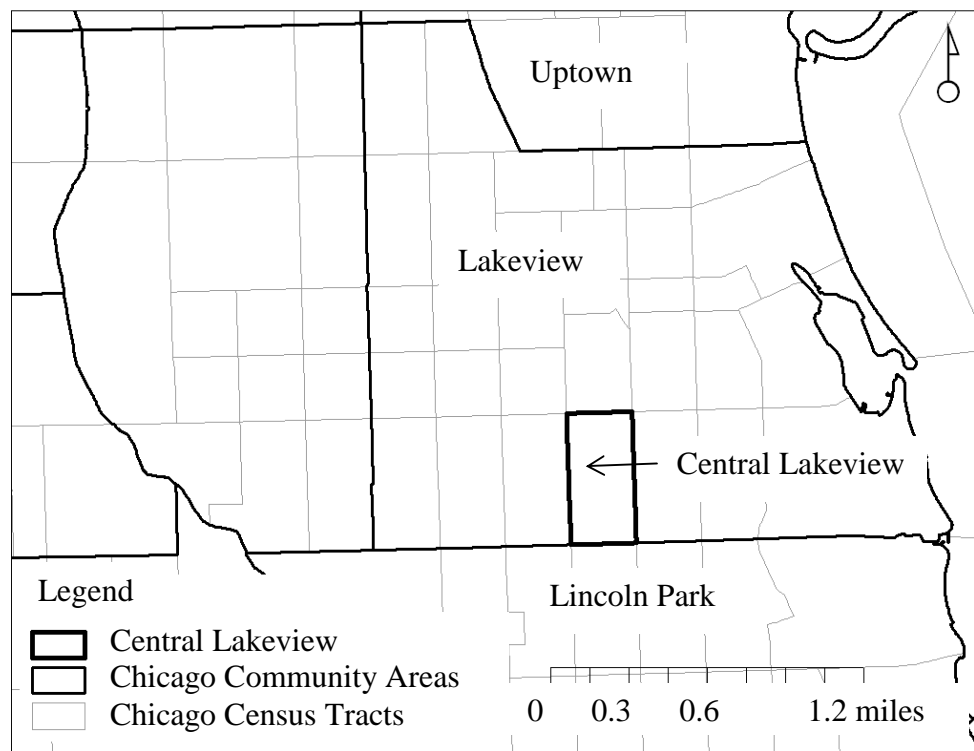 Uptown
Lakeview
Central Lakeview
Lincoln Park
Legend
Central Lakeview
Chicago Community Areas
Chicago Census Tracts
0 0.3 0.6 1.2 miles